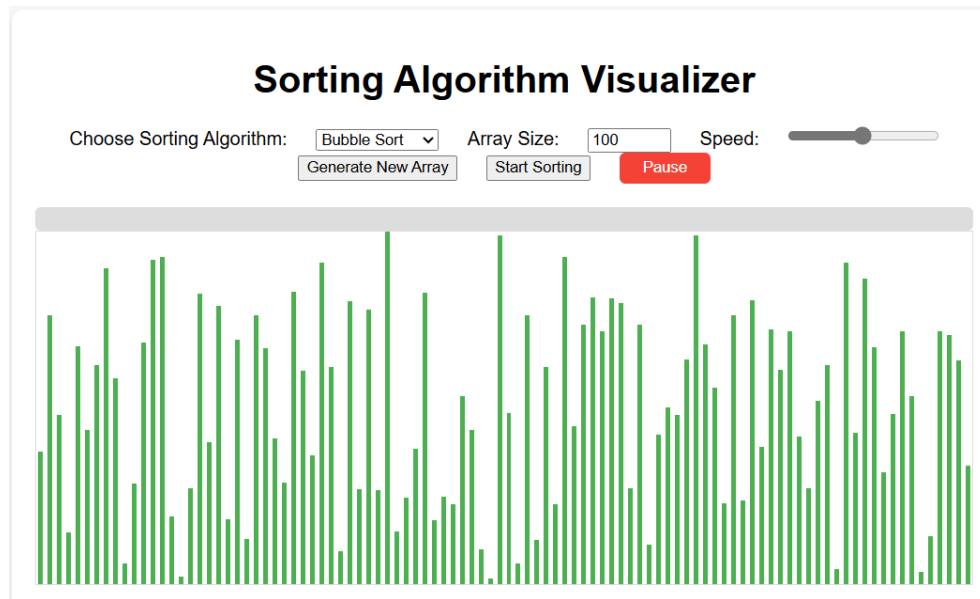 Sorting Algorithm Visualizer
Choose Sorting Algorithm: Bubble Sort Array Size: 100 Speed:
Generate New Array Start Sorting Pause